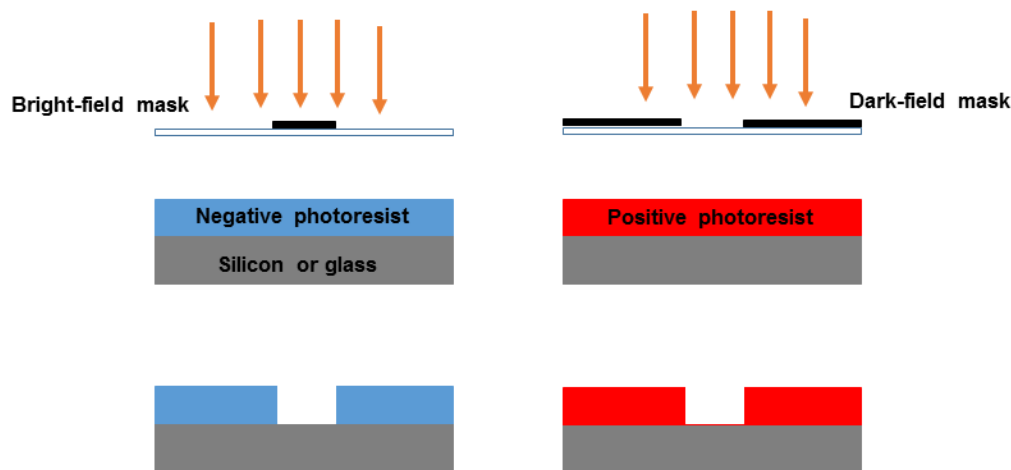 Bright-field mask
Dark-field mask
Negative photoresist
Positive photoresist
Silicon or glass